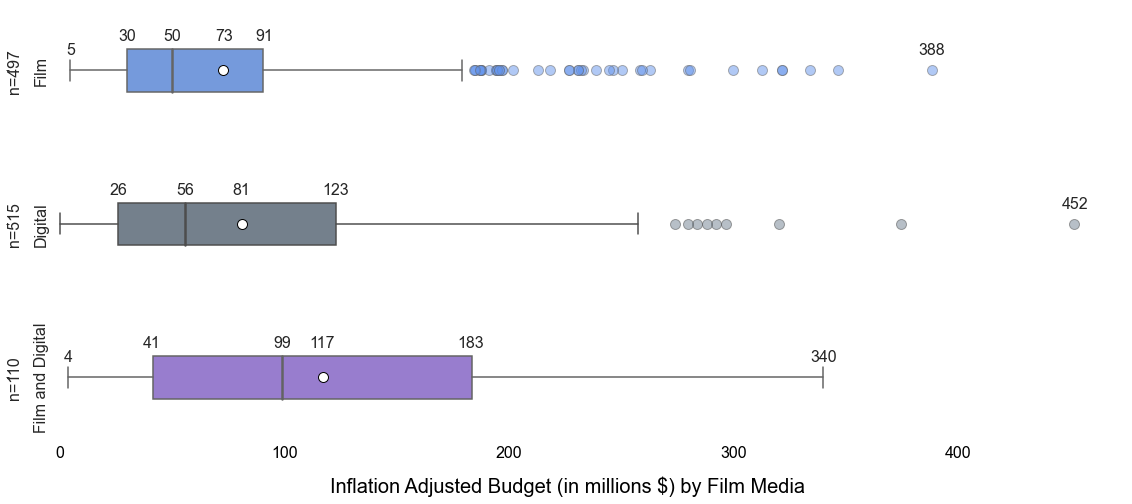 5 30 50 73 91 388
n=497
Film
26 56 81 123 452
n=515
Digital
4 41 99 117 183 340
n=110
Film and Digital
0 100 200 300 400
Inflation Adjusted Budget (in millions $) by Film Media